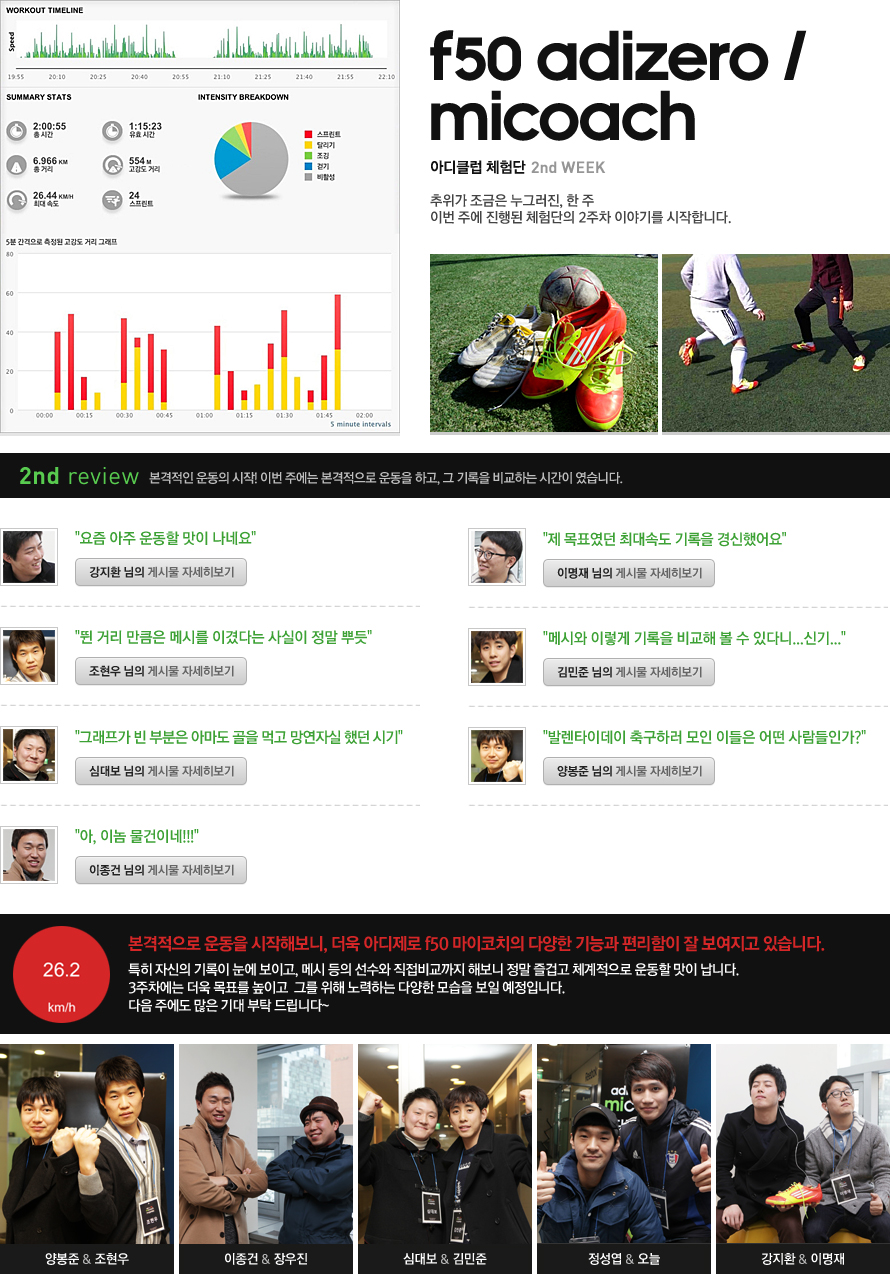 WORKOUT TIMELINE
Speed
19:55 20:10 20:25 20:40 20:55 21:10 21:25 21:40 21:55 22:10
SUMMARY STATS
INTENSITY BREAKDOWN
2:00:55
총 시간
1:15:23
유효 시간
6.966 KM
총 거리
554 M
고강도 거리
26.44 KM/H
최대 속도
24
스프린트
스프린트
달리기
조깅
걷기
비활성
5분 간격으로 측정된 고강도 거리 그래프
80
60
40
20
0
00:00 00:15 00:30 00:45 01:00 01:15 01:30 01:45 02:00
5 minute intervals
f50 adizero /
micoach
아디클럽 체험단 2nd WEEK
추위가 조금은 누그러진, 한 주
이번 주에 진행된 체험단의 2주차 이야기를 시작합니다.
2nd review 본격적인 운동의 시작! 이번 주에는 본격적으로 운동을 하고, 그 기록을 비교하는 시간이 였습니다.
"요즘 아주 운동할 맛이 나네요"
강지환 님의 게시물 자세히보기
"제 목표였던 최대속도 기록을 경신했어요"
이명재 님의 게시물 자세히보기
"뛴 거리 만큼은 메시를 이겼다는 사실이 정말 뿌듯"
조현우 님의 게시물 자세히보기
"메시와 이렇게 기록을 비교해 볼 수 있다니...신기..."
김민준 님의 게시물 자세히보기
"그래프가 빈 부분은 아마도 골을 먹고 망연자실 했던 시기"
심대보 님의 게시물 자세히보기
"발렌타이데이 축구하러 모인 이들은 어떤 사람들인가?"
양봉준 님의 게시물 자세히보기
"아, 이놈 물건이네!!!"
이종건 님의 게시물 자세히보기
26.2
km/h
본격적으로 운동을 시작해보니, 더욱 아디제로 f50 마이코치의 다양한 기능과 편리함이 잘 보여지고 있습니다.
특히 자신의 기록이 눈에 보이고, 메시 등의 선수와 직접비교까지 해보니 정말 즐겁고 체계적으로 운동할 맛이 납니다.
3주차에는 더욱 목표를 높이고 그를 위해 노력하는 다양한 모습을 보일 예정입니다.
다음 주에도 많은 기대 부탁 드립니다~
양봉준 & 조현우
이종건 & 장우진
심대보 & 김민준
정성엽 & 오늘
강지환 & 이명재